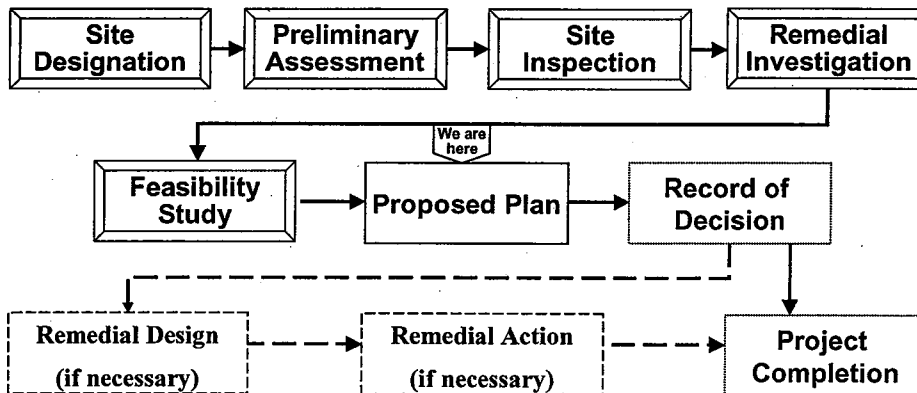 Site
Designation
Preliminary
Assessment
Site
Inspection
Remedial
Investigation
We are
here
Feasibility
Study
Proposed Plan
Record of
Decision
Remedial Design
(if necessary)
Remedial Action
(if necessary)
Project
Completion